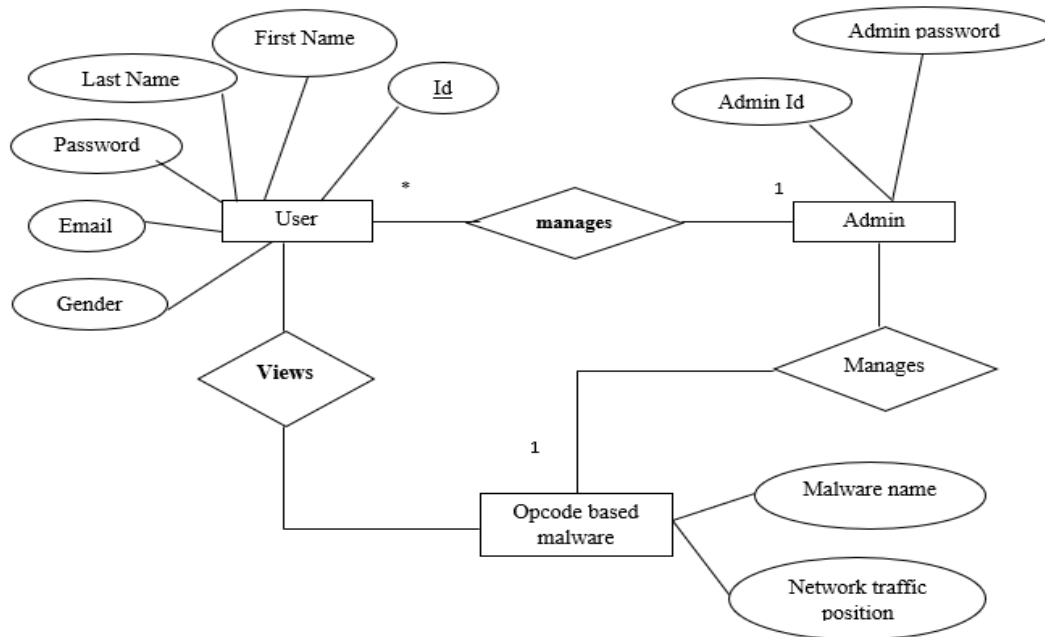 First Name
Admin password
Last Name
Id
Admin Id
Password
*
1
User
manages
Admin
Email
Gender
Views
Manages
1
Malware name
Opcode based
malware
Network traffic
position